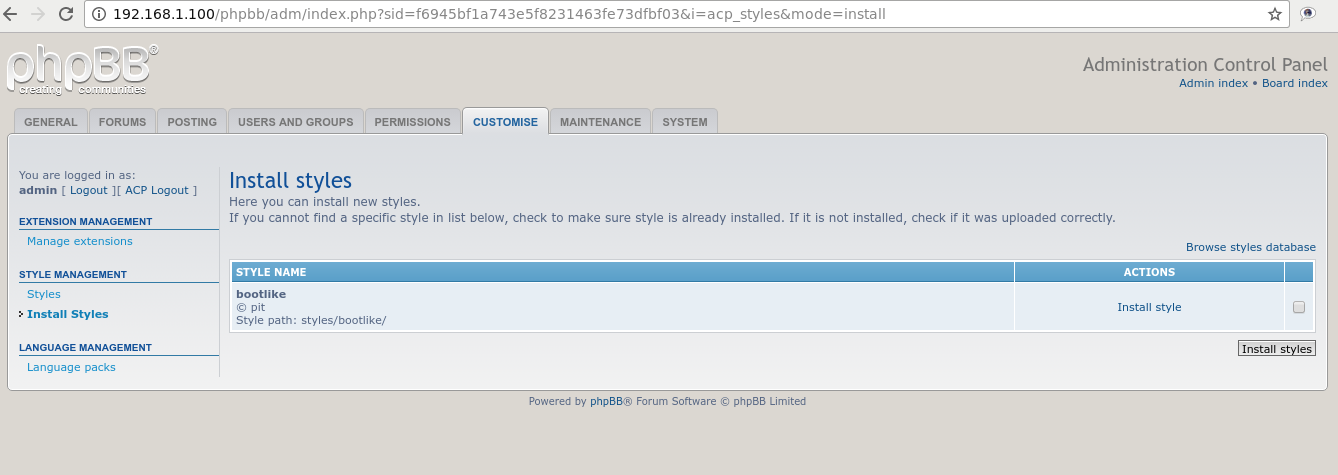 192.168.1.100/phpbb/adm/index.php?sid=f6945bf1a743e5f8231463fe73dfbf03&i=acp_styles&mode=install
phpBB®
creating communities
Administration Control Panel
Admin index • Board index
GENERAL FORUMS POSTING USERS AND GROUPS PERMISSIONS CUSTOMISE MAINTENANCE SYSTEM
You are logged in as:
admin [ Logout ][ ACP Logout ]
EXTENSION MANAGEMENT
Manage extensions
STYLE MANAGEMENT
Styles
Install Styles
LANGUAGE MANAGEMENT
Language packs
Install styles
Here you can install new styles.
If you cannot find a specific style in list below, check to make sure style is already installed. If it is not installed, check if it was uploaded correctly.
Browse styles database
STYLE NAME ACTIONS
bootlike
© pit
Style path: styles/bootlike/
Install style
Install styles
Powered by phpBB® Forum Software © phpBB Limited